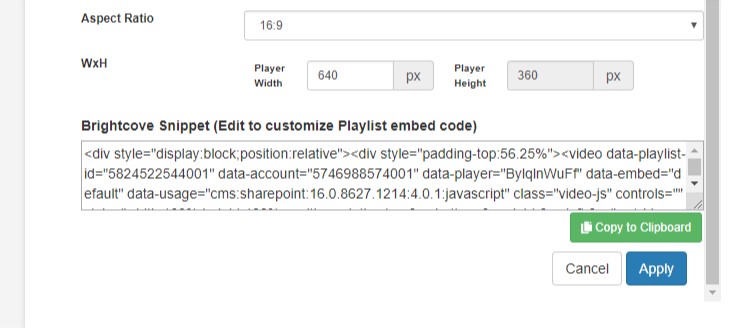 Aspect Ratio
16:9
WxH
Player Width
640
px
Player Height
360
px
Brightcove Snippet (Edit to customize Playlist embed code)
<div style="display:block;position:relative"><div style="padding-top:56.25%"><video data-playlist-
id="5824522544001" data-account="5746988574001" data-player="BylqlnWuFf" data-embed="d
efault" data-usage="cms:sharepoint:16.0.8627.1214:4.0.1:javascript" class="video-js" controls=""
Copy to Clipboard
Cancel
Apply